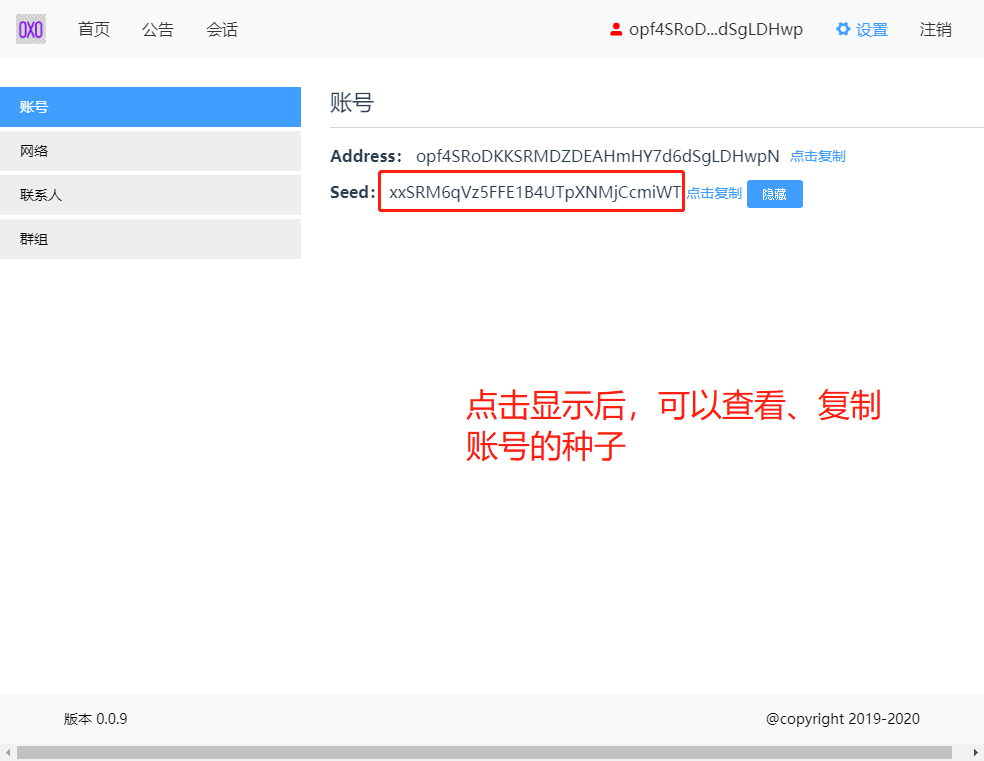 OXO 首页 公告 会话 opf4SRoD...dSgLDHwp 设置 注销
账号
网络
联系人
群组
账号
Address： opf4SRoDKKSRMDZDEAHmHY7d6dSgLDHwpN 点击复制
Seed： xxSRM6qVz5FFE1B4UTpXNMjCcmiWT 点击复制 隐藏
点击显示后，可以查看、复制
账号的种子
版本 0.0.9 @copyright 2019-2020